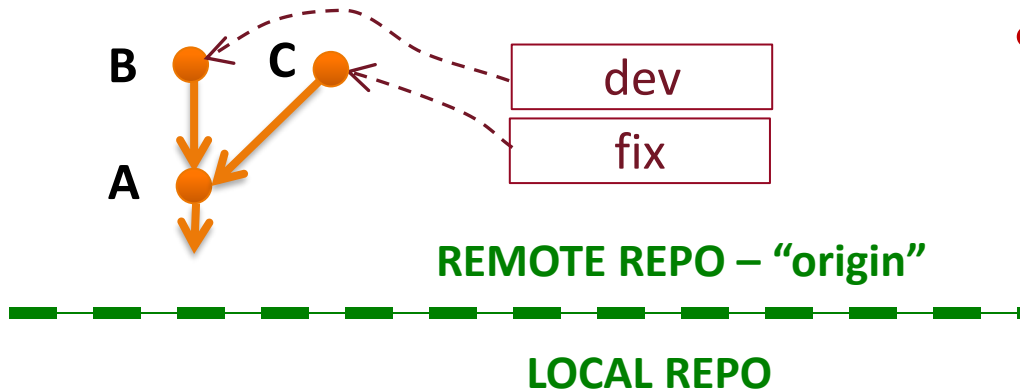 B
C
dev
fix
A
REMOTE REPO – “origin”
LOCAL REPO